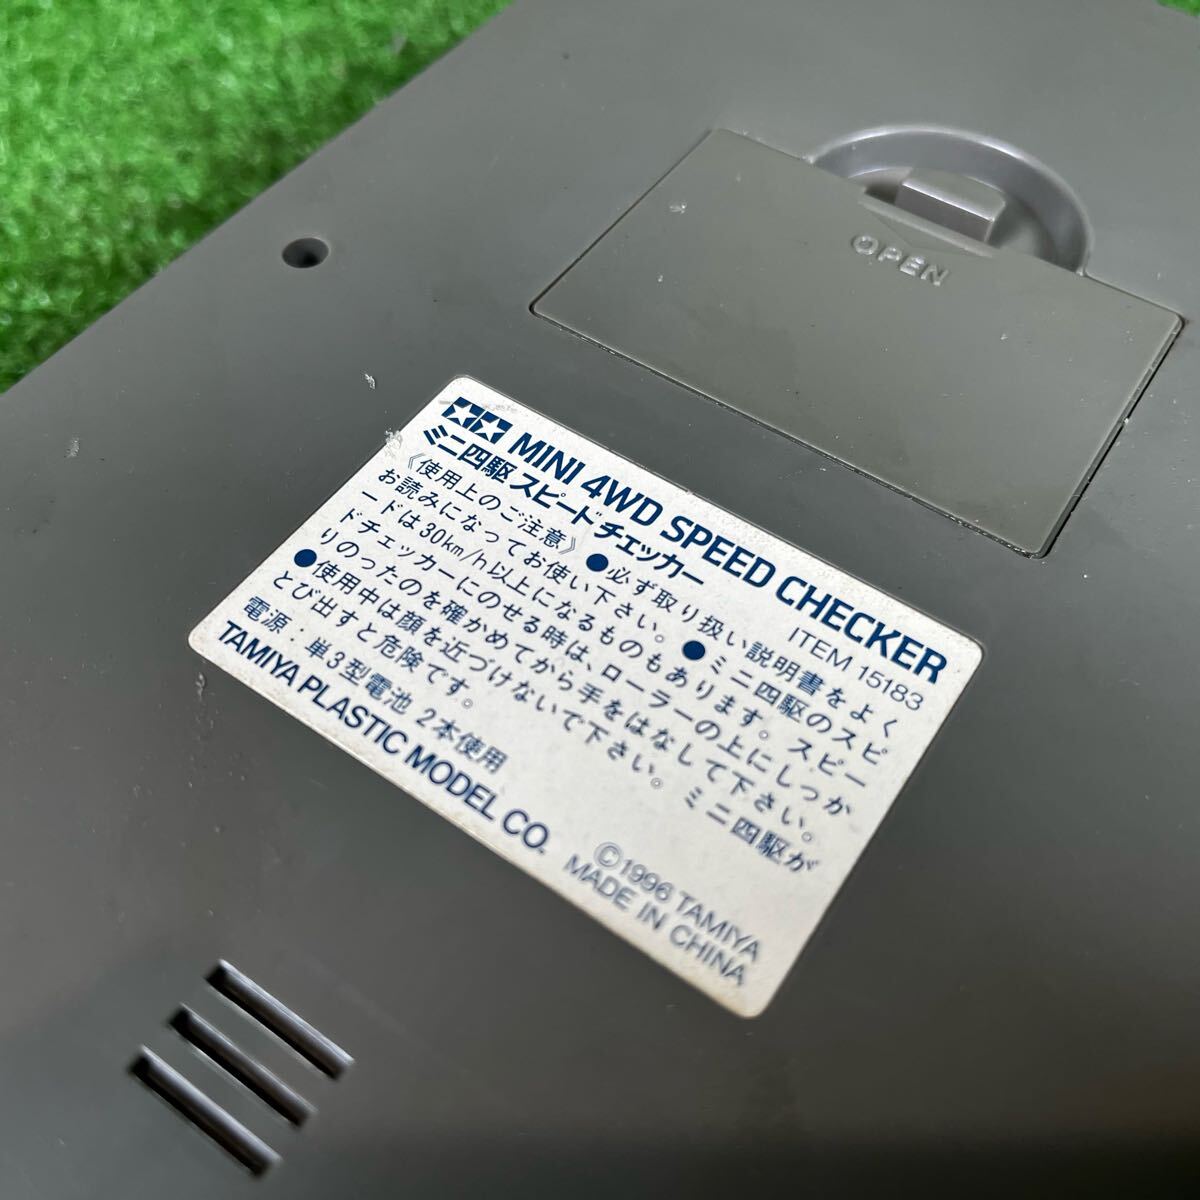 OPEN
MINI 4WD SPEED CHECKER
ミニ四駆 スピードチェッカー ITEM 15183
《使用上のご注意》●必ず取り扱い説明書をよく
お読みになってお使い下さい。●ミニ四駆のスピ
ードは30km/h以上になるものもあります。スピー
ドチェッカーにのせる時は、ローラーの上にしっか
りのったのを確かめてから手をはなして下さい。
●使用中は顔を近づけないで下さい。ミニ四駆が
とび出すと危険です。
電源：単3型電池 2本使用
©1996 TAMIYA
TAMIYA PLASTIC MODEL CO. MADE IN CHINA